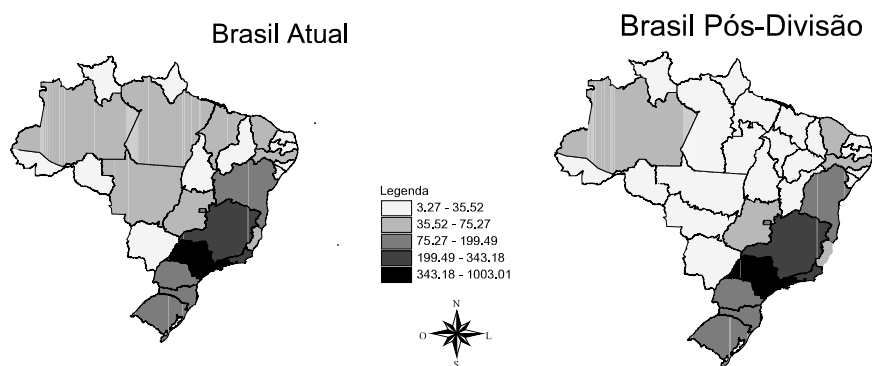 Brasil Atual
Brasil Pós-Divisão
Legenda
3.27 - 35.52
35.52 - 75.27
75.27 - 199.49
199.49 - 343.18
343.18 - 1003.01
N
O
L
S